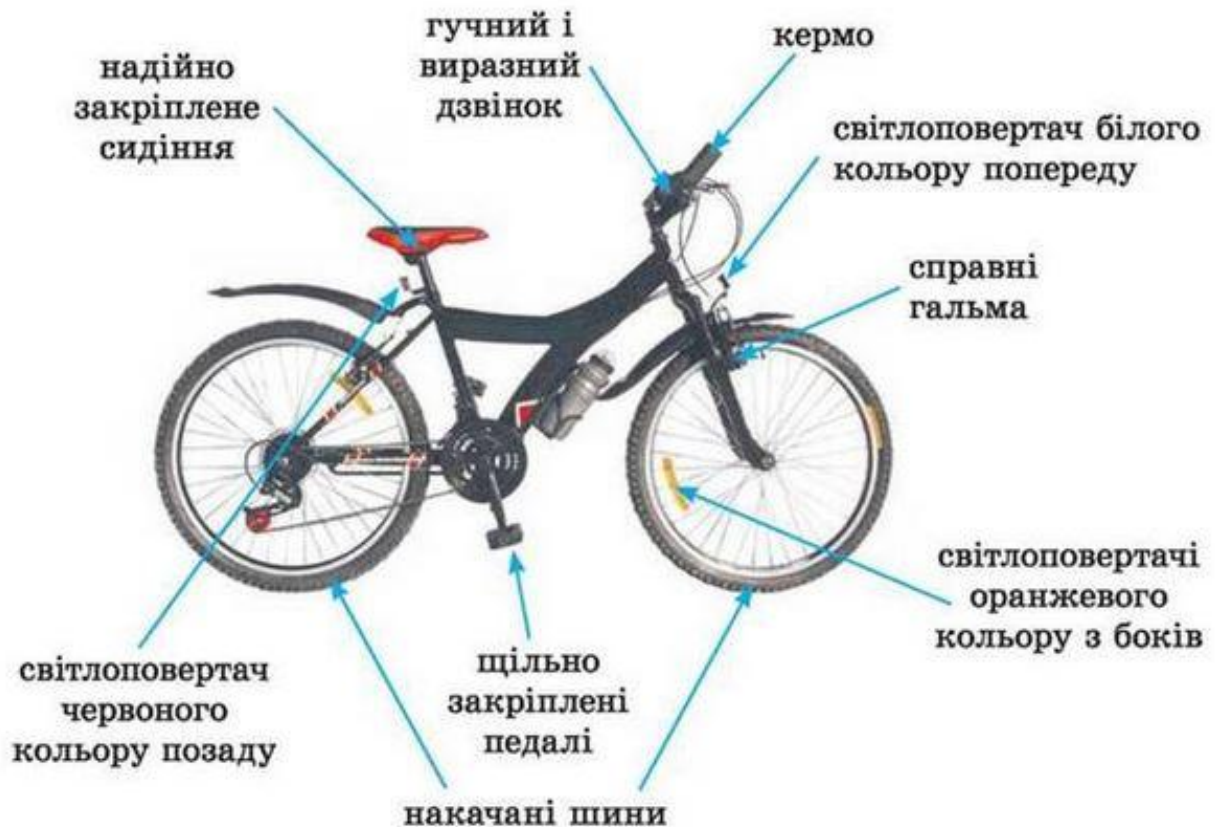 надійно
закріплене
сидіння
гучний і
виразний
дзвінок
кермо
світлоповертач білого
кольору попереду
справні
гальма
світлоповертачі
оранжевого
кольору з боків
світлоповертач
червоного
кольору позаду
щільно
закріплені
педалі
накачані шини